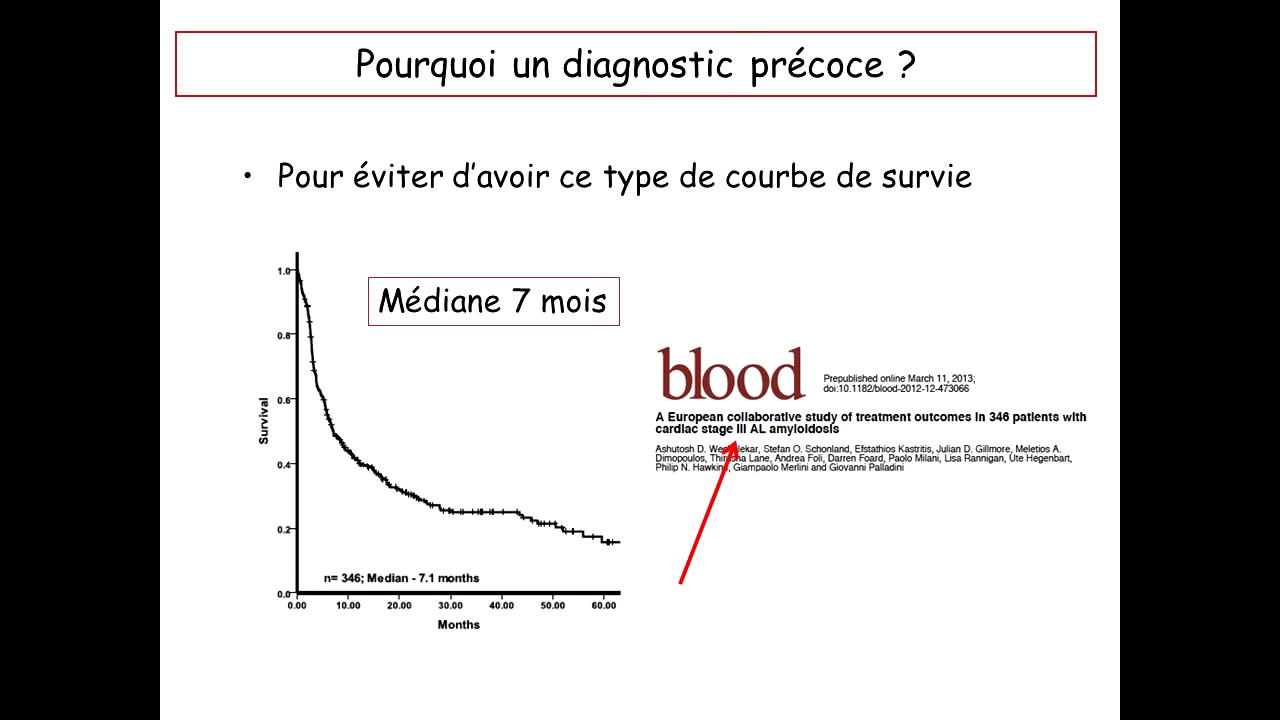 Pourquoi un diagnostic précoce ?
• Pour éviter d'avoir ce type de courbe de survie
Médiane 7 mois
1.0
0.8
0.6
0.4
0.2
0.0
Survival
n= 346; Median - 7.1 months
0.00 10.00 20.00 30.00 40.00 50.00 60.00
Months
blood
Prepublished online March 11, 2013;
doi:10.1182/blood-2012-12-473066
A European collaborative study of treatment outcomes in 346 patients with
cardiac stage III AL amyloidosis
Ashutosh D. Stefan O. Schonland, Efstathios Kastritis, Julian D. Gillmore, Meletios A.
Dimopoulos, Lane, Andrea Foli, Darren Foard, Paolo Milani, Lisa Rannigan, Ute Hegenbart,
Philip N. Hawkins, Giampaolo Merlini and Giovanni Palladini